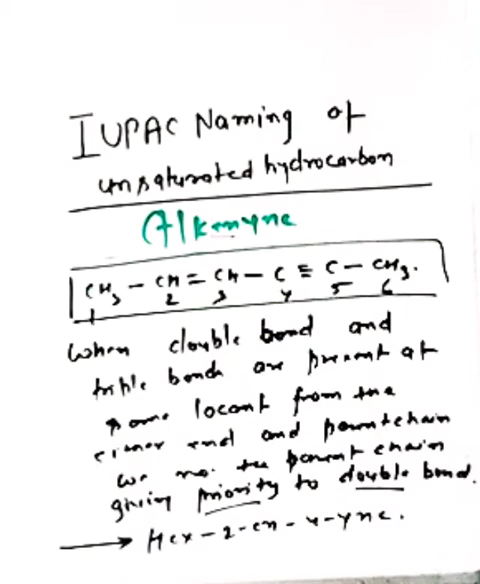 IUPAC Naming of
unsaturated hydrocarbon
Alkenyne
CH3 - CH = CH - C ≡ C - CH3.
1 2 3 4 5 6
When double bond and
triple bonds are present at
same locant from the
either end and parent chain
we no. the parent chain
giving priority to double bond.
→ Hex-2-en-4-yne.